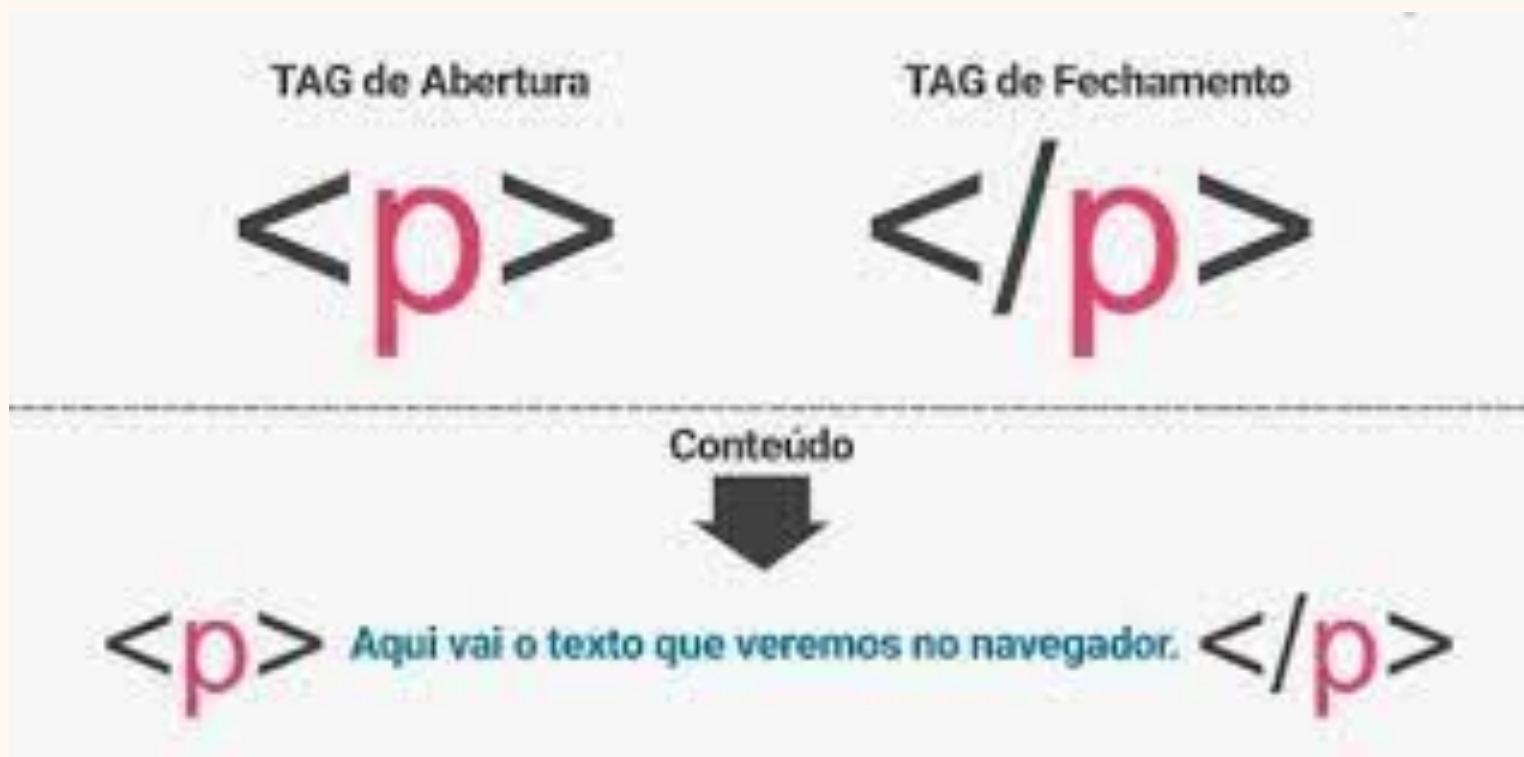 TAG de Abertura
TAG de Fechamento
<p>
</p>
Conteúdo
<p> Aqui vai o texto que veremos no navegador. </p>